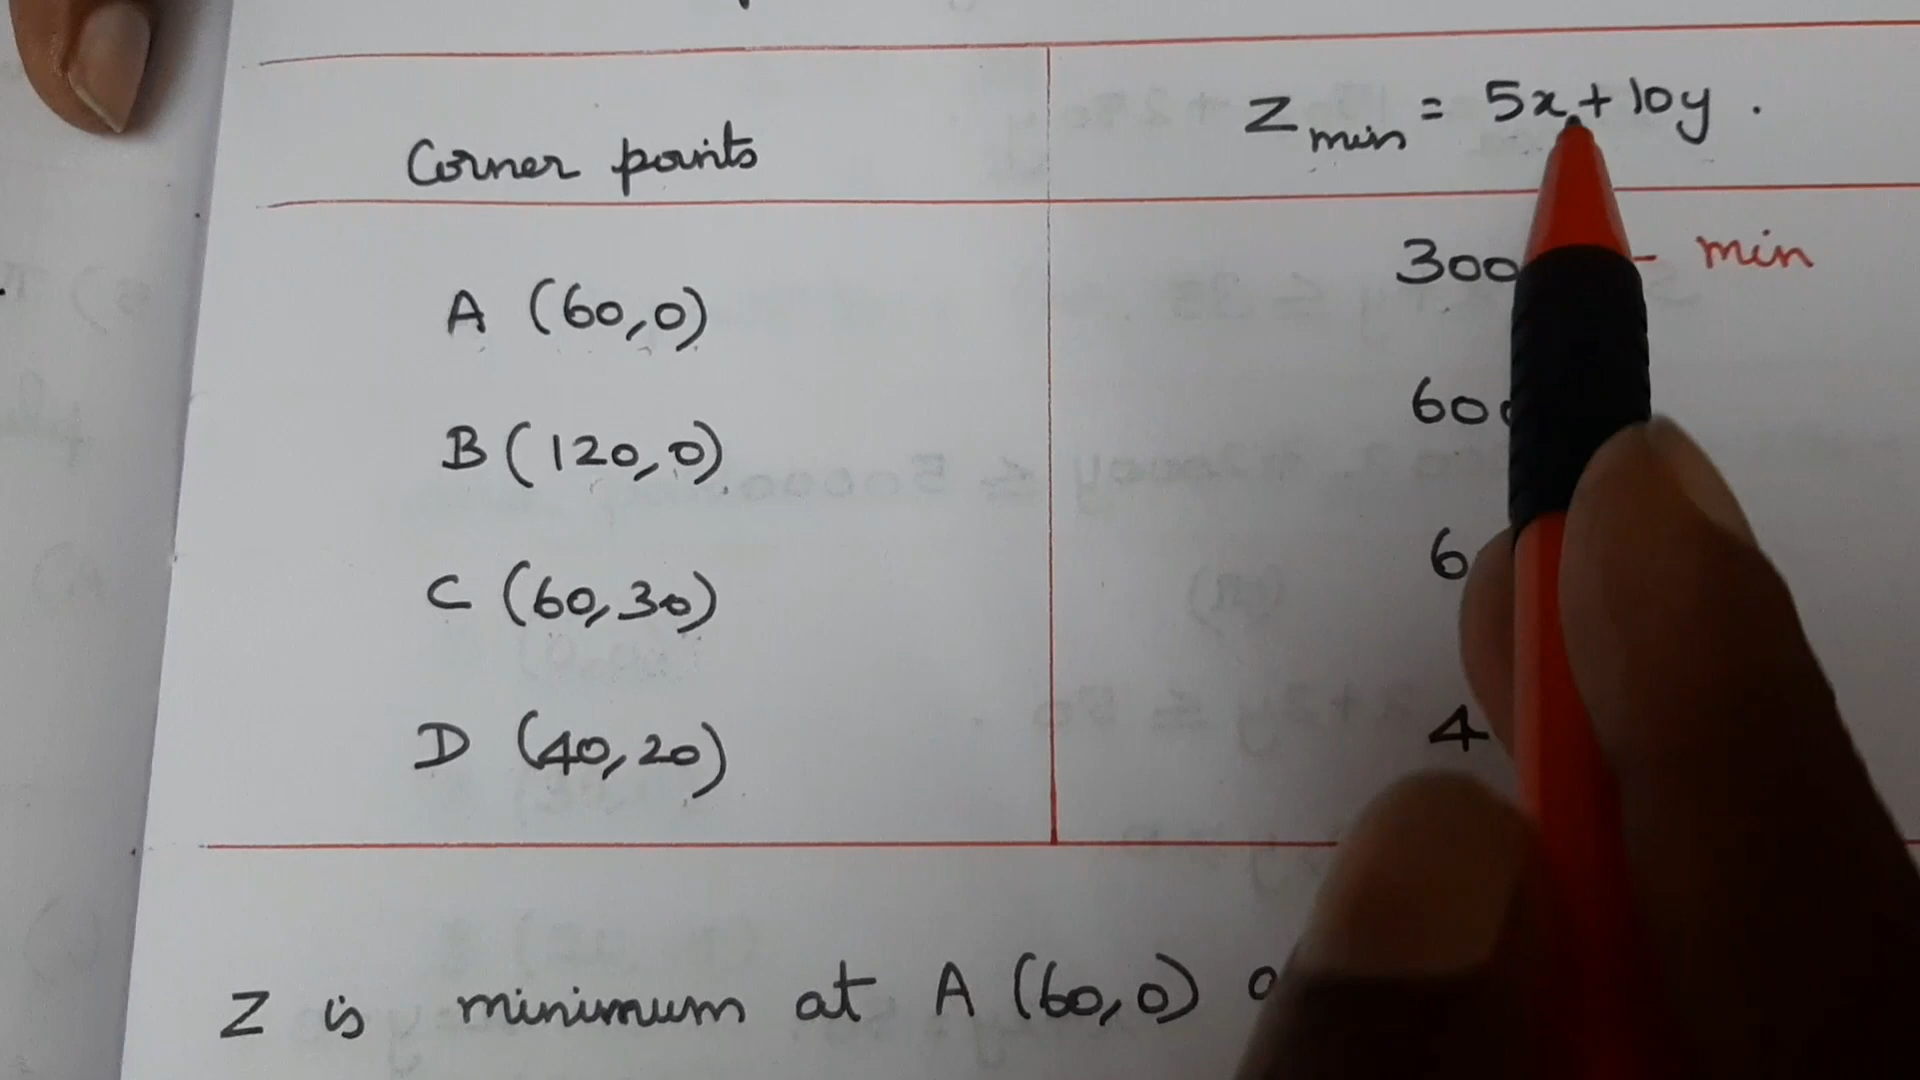 Corner points Z min = 5x + 10y .
A (60,0) 300 - min
B (120,0) 60
C (60,30) 6
D (40,20) 4
Z is minimum at A (60,0)